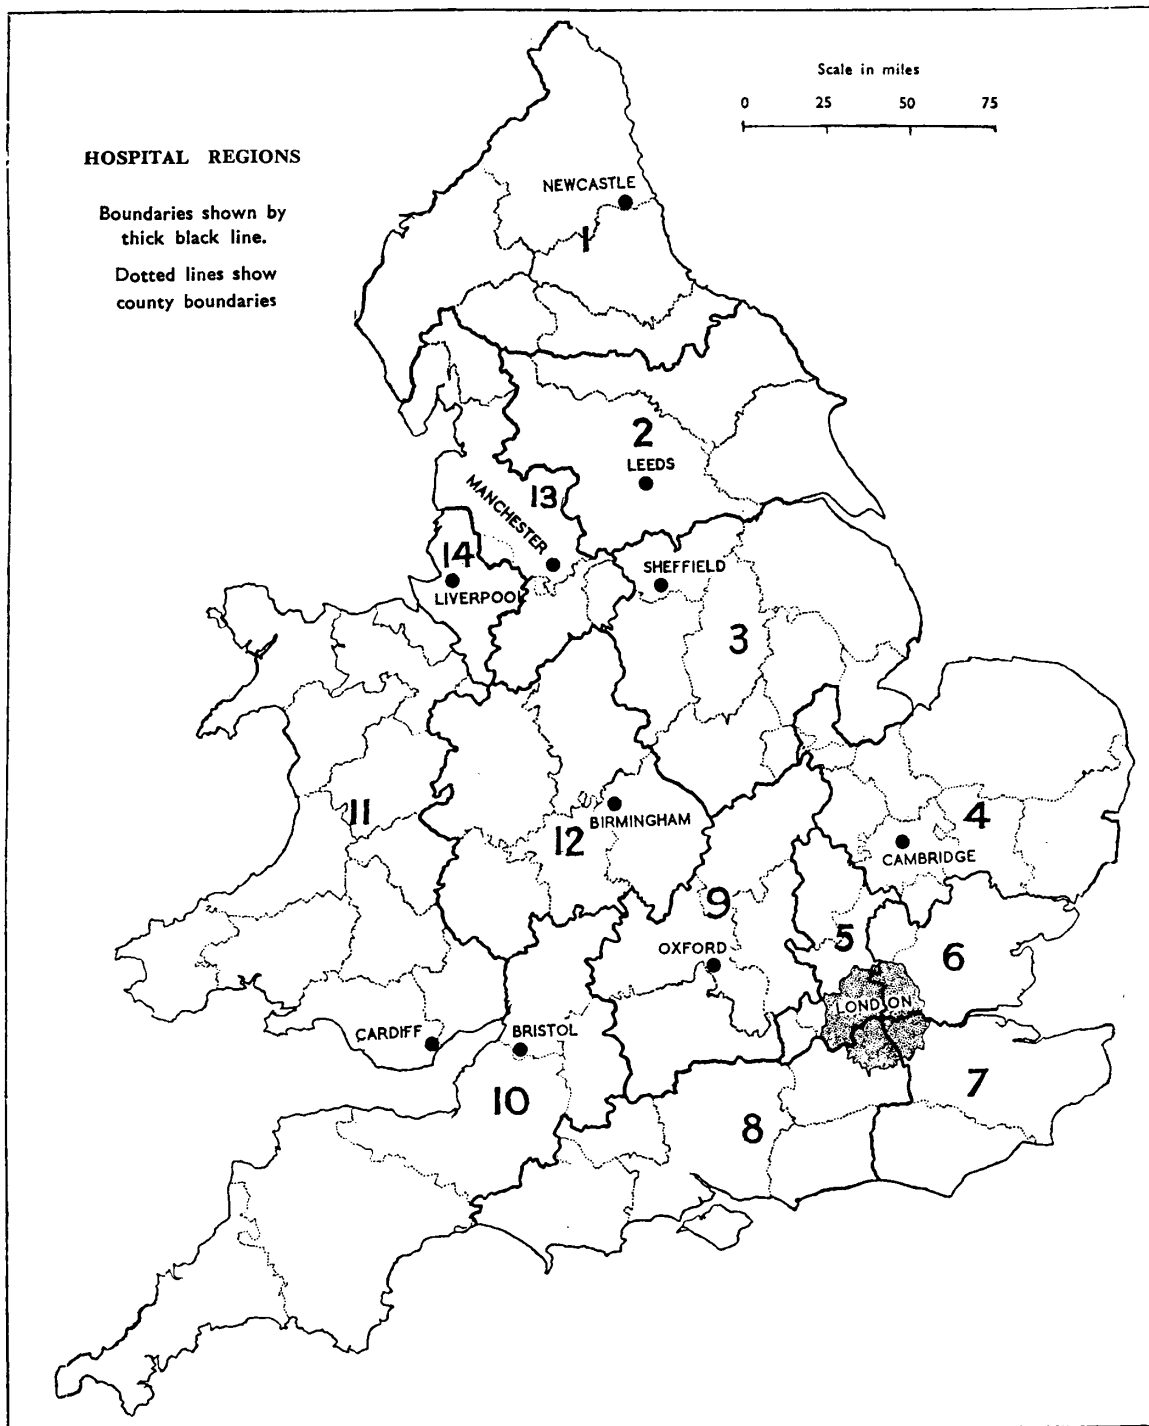 Scale in miles
0 25 50 75
HOSPITAL REGIONS
Boundaries shown by
thick black line.
Dotted lines show
county boundaries
NEWCASTLE
1
2
LEEDS
13
MANCHESTER
14
LIVERPOOL
SHEFFIELD
3
11
12
BIRMINGHAM
4
CAMBRIDGE
9
OXFORD
5
6
LONDON
CARDIFF
BRISTOL
10
7
8